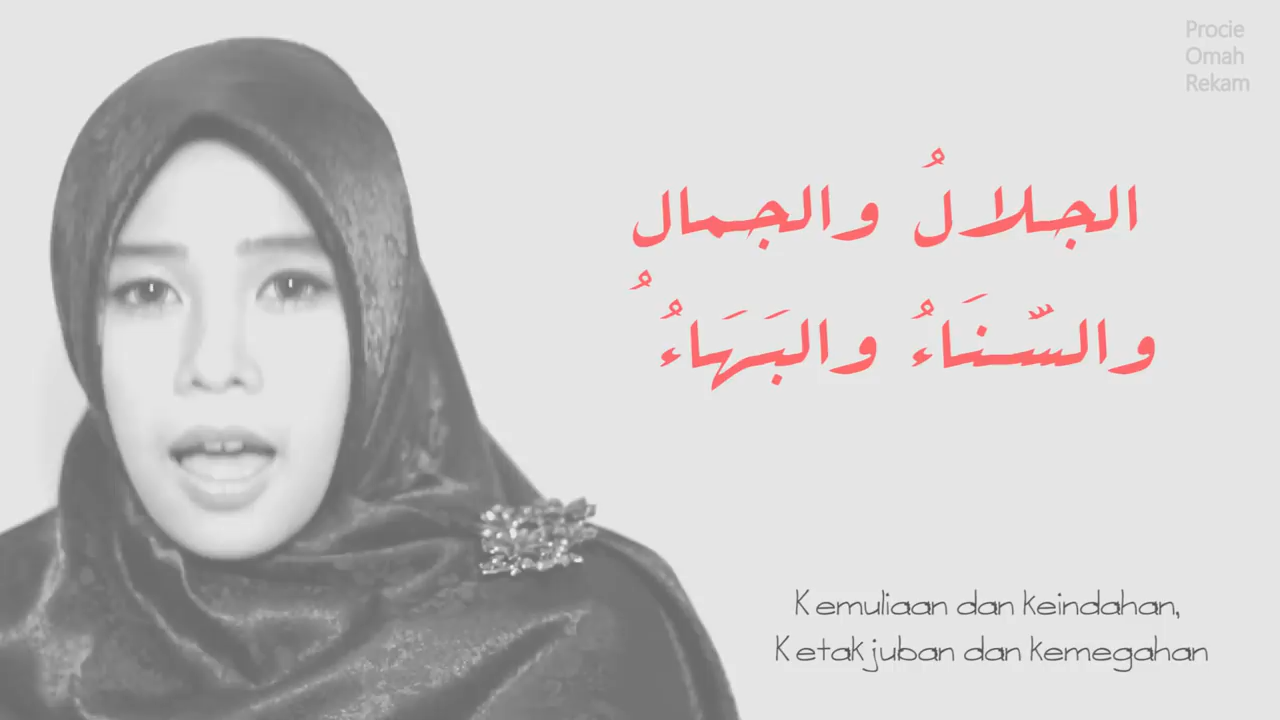 Procie
Omah
Rekam
الجلالُ والجمال
والسّنَاءُ والبَهَاءُ ُ
Kemuliaan dan keindahan,
Ketakjuban dan kemegahan